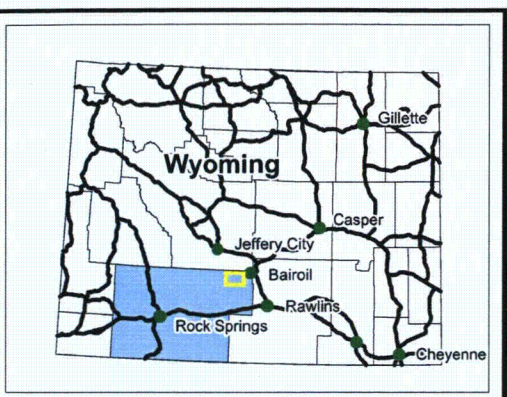 Gillette
Wyoming
Casper
Jeffery City
Bairoil
Rawlins
Rock Springs
Cheyenne